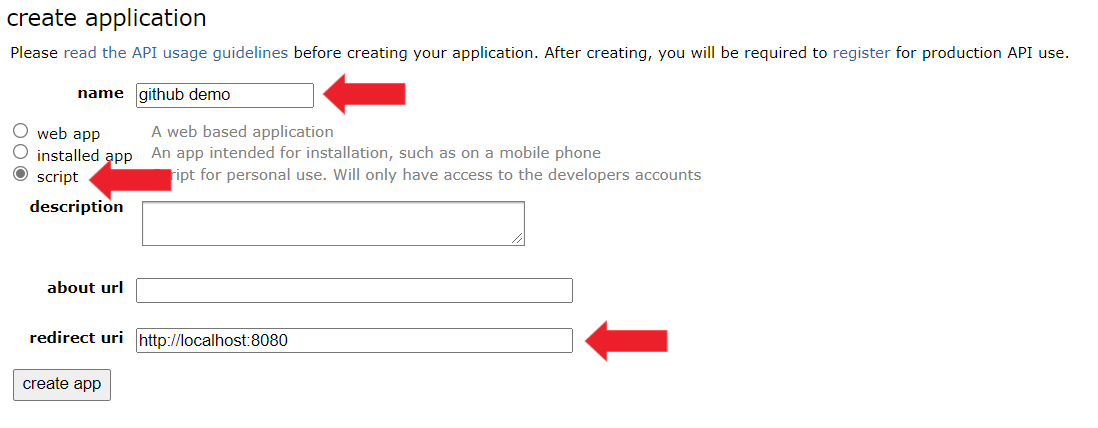 create application
Please read the API usage guidelines before creating your application. After creating, you will be required to register for production API use.
name github demo
web app A web based application
installed app An app intended for installation, such as on a mobile phone
script for personal use. Will only have access to the developers accounts
description
about url
redirect uri http://localhost:8080
create app